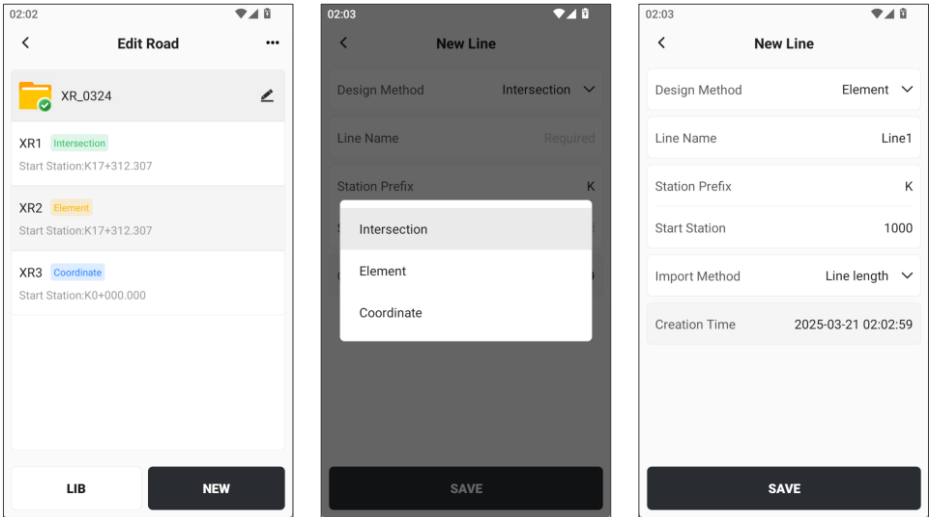 02:02
Edit Road
XR_0324
XR1 Intersection
Start Station:K17+312.307
XR2 Element
Start Station:K17+312.307
XR3 Coordinate
Start Station:K0+000.000
LIB NEW
02:03
New Line
Design Method Intersection
Line Name Required
Station Prefix K
Intersection
Element
Coordinate
SAVE
02:03
New Line
Design Method Element
Line Name Line1
Station Prefix K
Start Station 1000
Import Method Line length
Creation Time 2025-03-21 02:02:59
SAVE